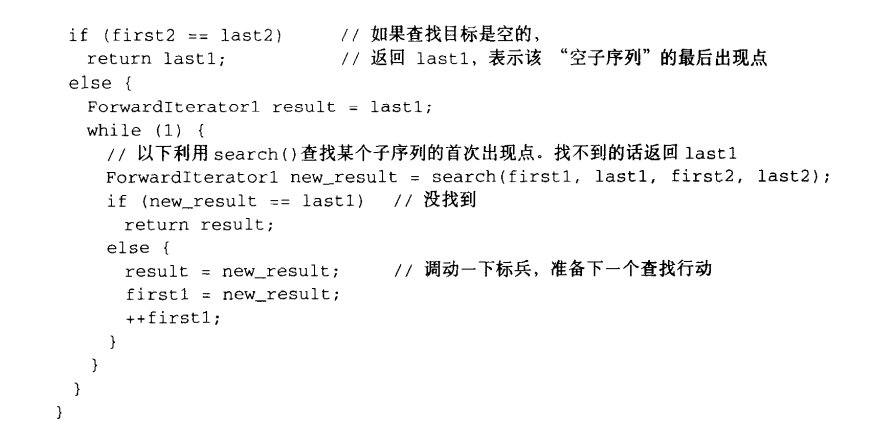 if (first2 == last2)       // 如果查找目标是空的，
  return last1;            // 返回 last1，表示该 “空子序列”的最后出现点
else {
  ForwardIterator1 result = last1;
  while (1) {
    // 以下利用 search()查找某个子序列的首次出现点。找不到的话返回 last1
    ForwardIterator1 new_result = search(first1, last1, first2, last2);
    if (new_result == last1)   // 没找到
      return result;
    else {
      result = new_result;      // 调动一下标兵，准备下一个查找行动
      first1 = new_result;
      ++first1;
    }
  }
}
}